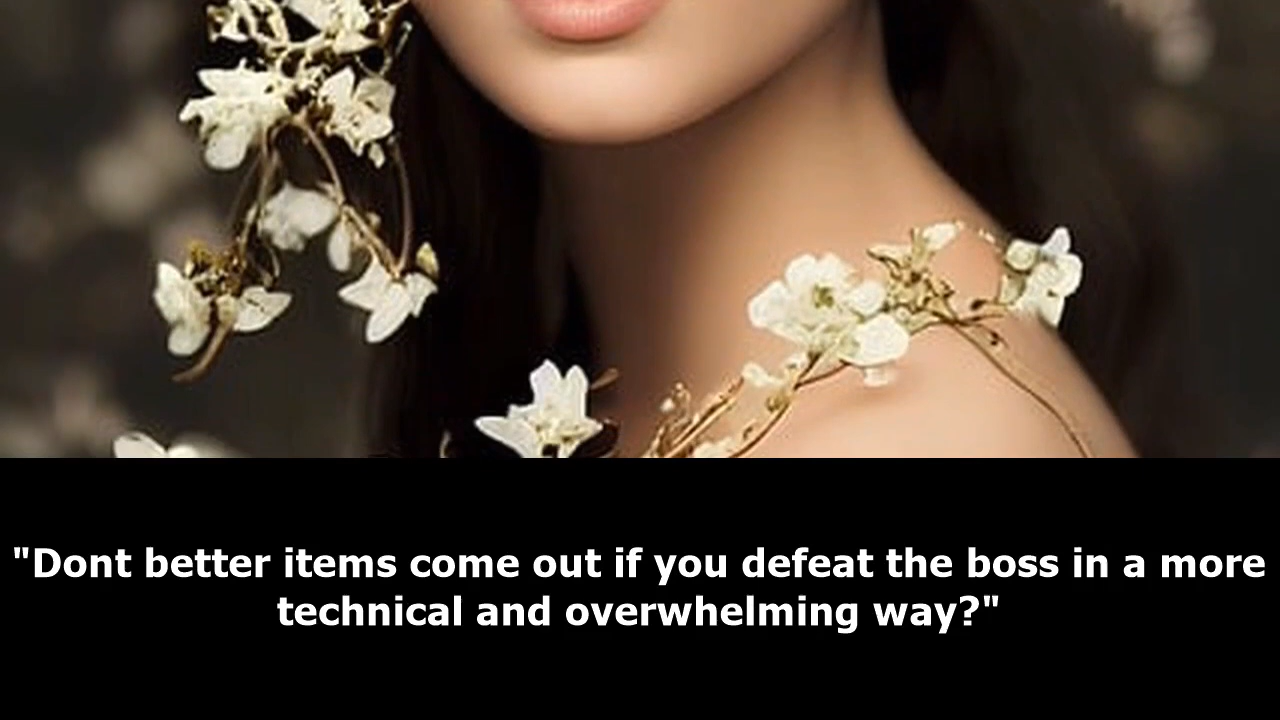 "Dont better items come out if you defeat the boss in a more
technical and overwhelming way?"